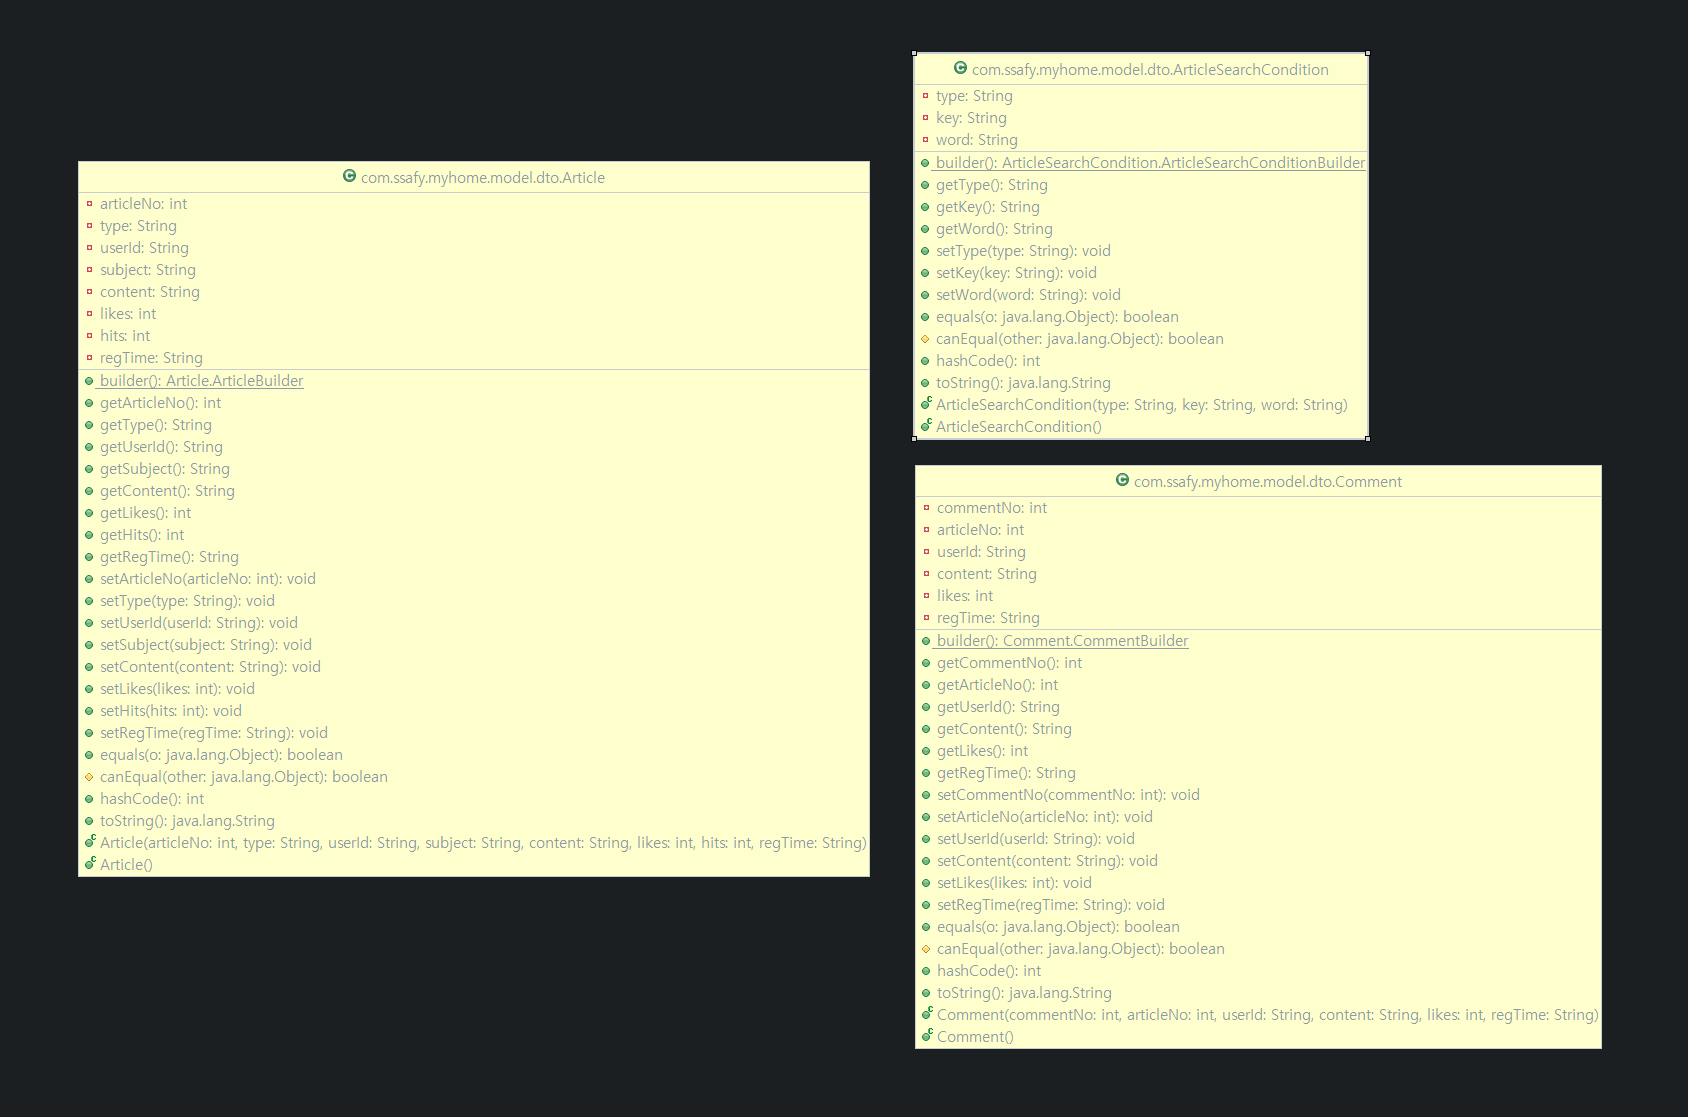 com.ssafy.myhome.model.dto.Article
articleNo: int
type: String
userId: String
subject: String
content: String
likes: int
hits: int
regTime: String
builder(): Article.ArticleBuilder
getArticleNo(): int
getType(): String
getUserId(): String
getSubject(): String
getContent(): String
getLikes(): int
getHits(): int
getRegTime(): String
setArticleNo(articleNo: int): void
setType(type: String): void
setUserId(userId: String): void
setSubject(subject: String): void
setContent(content: String): void
setLikes(likes: int): void
setHits(hits: int): void
setRegTime(regTime: String): void
equals(o: java.lang.Object): boolean
canEqual(other: java.lang.Object): boolean
hashCode(): int
toString(): java.lang.String
Article(articleNo: int, type: String, userId: String, subject: String, content: String, likes: int, hits: int, regTime: String)
Article()
com.ssafy.myhome.model.dto.ArticleSearchCondition
type: String
key: String
word: String
builder(): ArticleSearchCondition.ArticleSearchConditionBuilder
getType(): String
getKey(): String
getWord(): String
setType(type: String): void
setKey(key: String): void
setWord(word: String): void
equals(o: java.lang.Object): boolean
canEqual(other: java.lang.Object): boolean
hashCode(): int
toString(): java.lang.String
ArticleSearchCondition(type: String, key: String, word: String)
ArticleSearchCondition()
com.ssafy.myhome.model.dto.Comment
commentNo: int
articleNo: int
userId: String
content: String
likes: int
regTime: String
builder(): Comment.CommentBuilder
getCommentNo(): int
getArticleNo(): int
getUserId(): String
getContent(): String
getLikes(): int
getRegTime(): String
setCommentNo(commentNo: int): void
setArticleNo(articleNo: int): void
setUserId(userId: String): void
setContent(content: String): void
setLikes(likes: int): void
setRegTime(regTime: String): void
equals(o: java.lang.Object): boolean
canEqual(other: java.lang.Object): boolean
hashCode(): int
toString(): java.lang.String
Comment(commentNo: int, articleNo: int, userId: String, content: String, likes: int, regTime: String)
Comment()